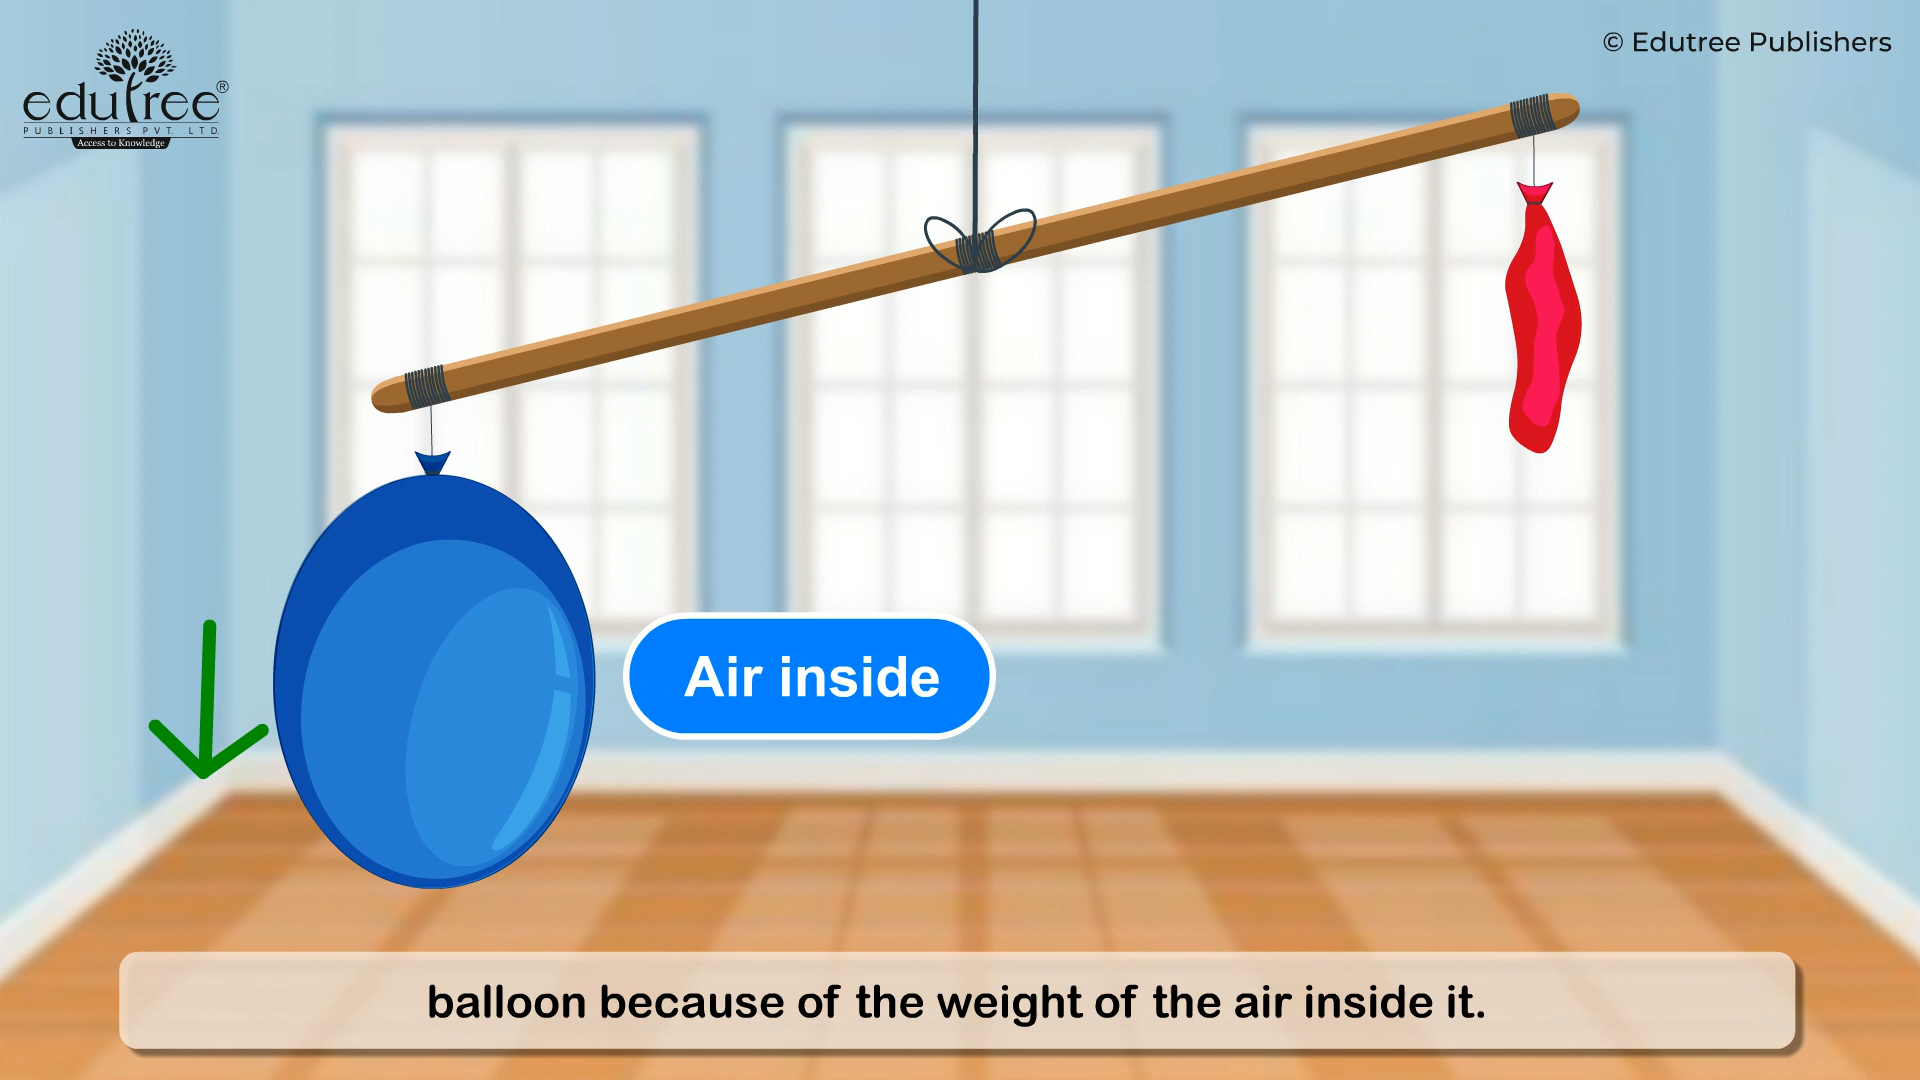 edutree®
PUBLISHERS PVT. LTD.
Access to Knowledge
© Edutree Publishers
Air inside
balloon because of the weight of the air inside it.